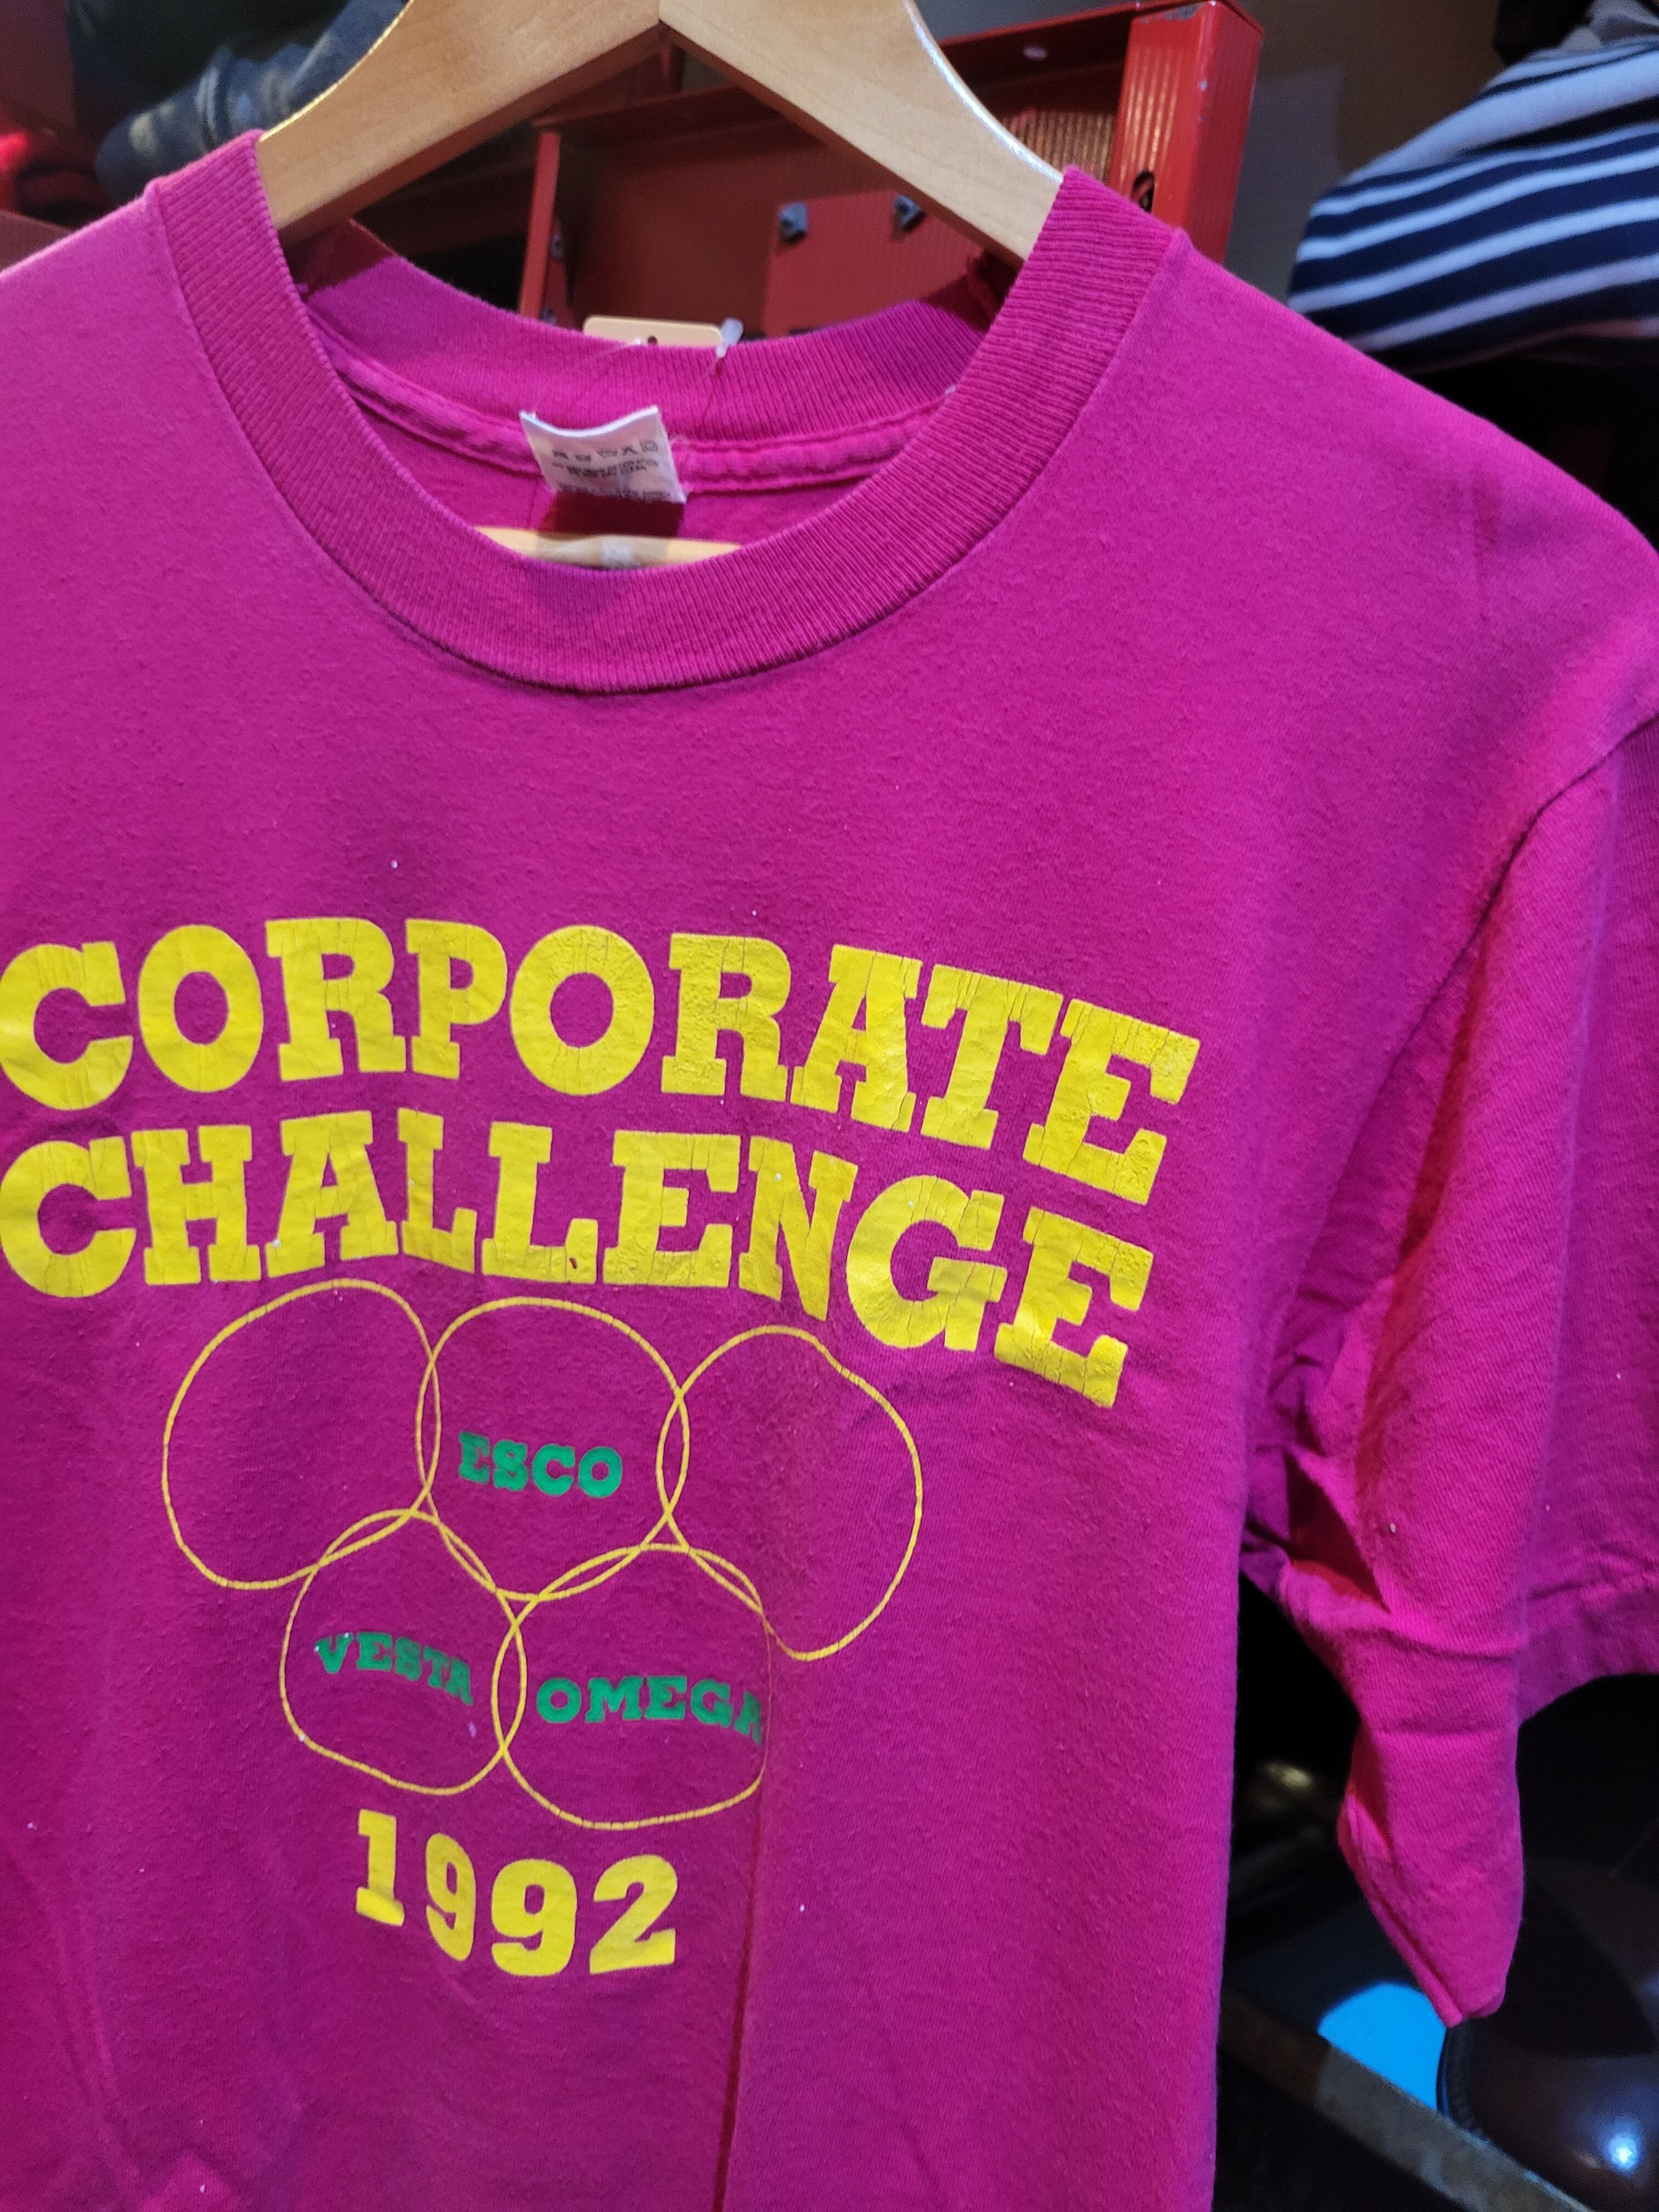 CORPORATE
CHALLENGE
ESCO
VESTA OMEGA
1992